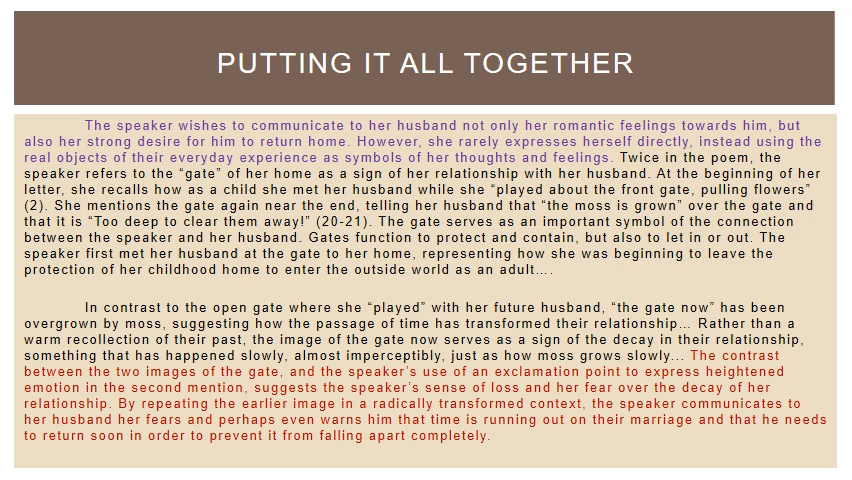 PUTTING IT ALL TOGETHER
The speaker wishes to communicate to her husband not only her romantic feelings towards him, but
also her strong desire for him to return home. However, she rarely expresses herself directly, instead using the
real objects of their everyday experience as symbols of her thoughts and feelings. Twice in the poem, the
speaker refers to the “gate” of her home as a sign of her relationship with her husband. At the beginning of her
letter, she recalls how as a child she met her husband while she “played about the front gate, pulling flowers”
(2). She mentions the gate again near the end, telling her husband that “the moss is grown” over the gate and
that it is “Too deep to clear them away!” (20-21). The gate serves as an important symbol of the connection
between the speaker and her husband. Gates function to protect and contain, but also to let in or out. The
speaker first met her husband at the gate to her home, representing how she was beginning to leave the
protection of her childhood home to enter the outside world as an adult….
In contrast to the open gate where she “played” with her future husband, “the gate now” has been
overgrown by moss, suggesting how the passage of time has transformed their relationship… Rather than a
warm recollection of their past, the image of the gate now serves as a sign of the decay in their relationship,
something that has happened slowly, almost imperceptibly, just as how moss grows slowly... The contrast
between the two images of the gate, and the speaker’s use of an exclamation point to express heightened
emotion in the second mention, suggests the speaker’s sense of loss and her fear over the decay of her
relationship. By repeating the earlier image in a radically transformed context, the speaker communicates to
her husband her fears and perhaps even warns him that time is running out on their marriage and that he needs
to return soon in order to prevent it from falling apart completely.